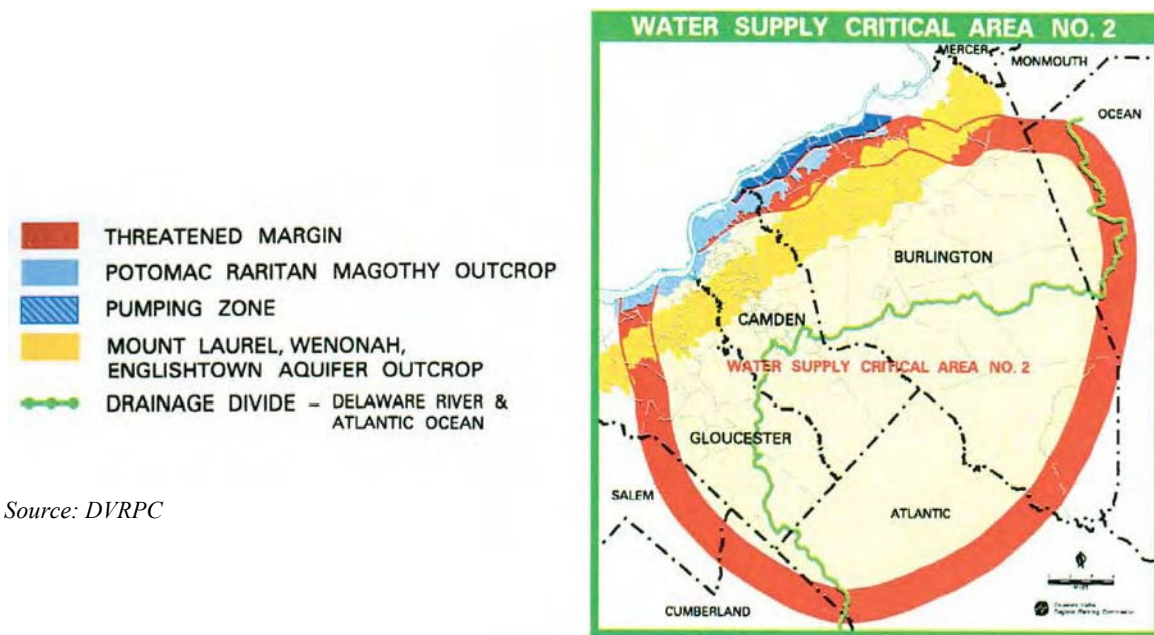 THREATENED MARGIN
POTOMAC RARITAN MAGOTHY OUTCROP
PUMPING ZONE
MOUNT LAUREL, WENONAH,
ENGLISHTOWN AQUIFER OUTCROP
DRAINAGE DIVIDE – DELAWARE RIVER &
ATLANTIC OCEAN
Source: DVRPC
WATER SUPPLY CRITICAL AREA NO. 2
MERCER
MONMOUTH
OCEAN
BURLINGTON
CAMDEN
WATER SUPPLY CRITICAL AREA NO. 2
GLOUCESTER
SALEM
ATLANTIC
CUMBERLAND